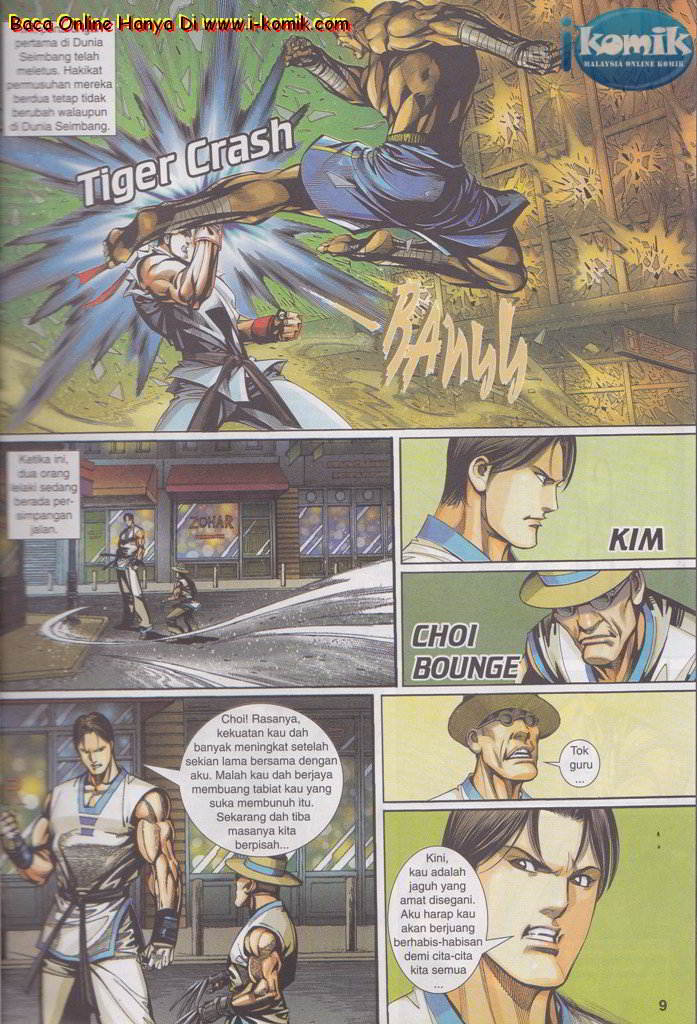 Baca Online Hanya Di www.i-komik.com
ikomik
MALAYSIA ONLINE KOMIK
pertama di Dunia
Seimbang telah
meletus. Hakikat
permusuhan mereka
berdua tetap tidak
berubah walaupun
di Dunia Seimbang.
Tiger Crash
BANGG
Ketika ini,
dua orang
lelaki sedang
berada per-
simpangan
jalan.
ZOHAR
KIM
CHOI
BOUNGE
Choi! Rasanya,
kekuatan kau dah
banyak meningkat setelah
sekian lama bersama dengan
aku. Malah kau dah berjaya
membuang tabiat kau yang
suka membunuh itu.
Sekarang dah tiba
masanya kita
berpisah...
Tok
guru
...
Kini,
kau adalah
jaguh yang
amat disegani.
Aku harap kau
akan berjuang
berhabis-habisan
demi cita-cita
kita semua
...
9